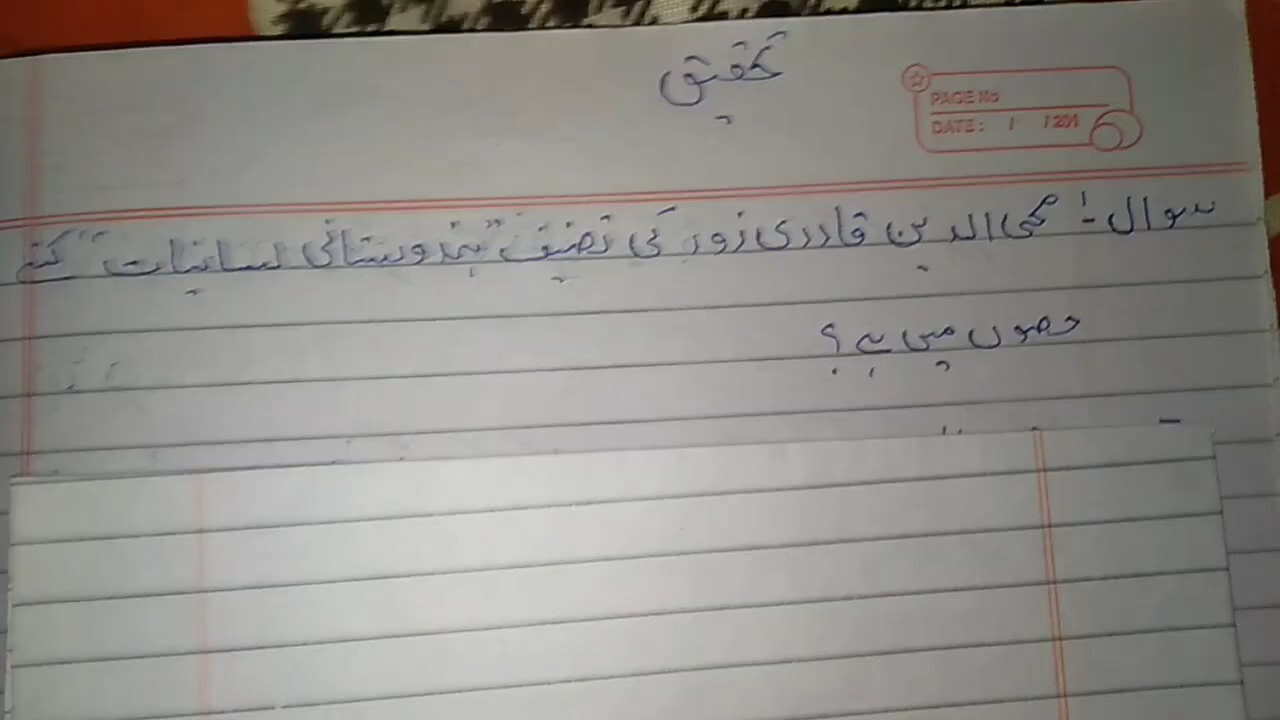 تحقیق
PAGE No
DATE: / /201
سوال:۔ محی الدین قادری زور کی تصنیف "ہندوستانی لسانیات" کتنے
حصوں میں ہے؟